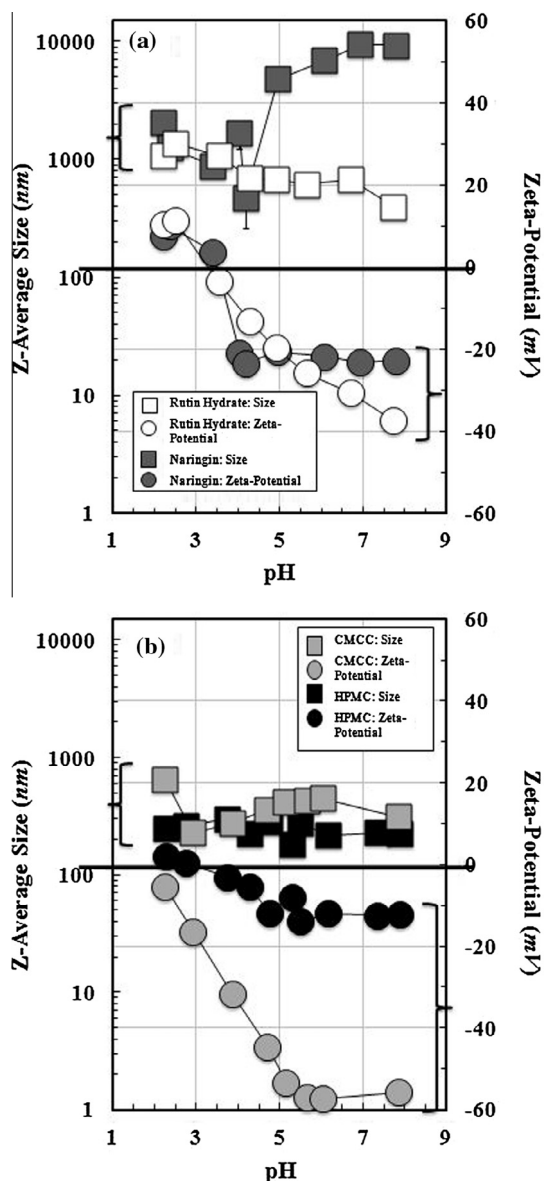 (a)
10000
1000
100
10
1
Z-Average Size (nm)
60
40
20
0
-20
-40
-60
Zeta-Potential (mV)
Rutin Hydrate: Size
Rutin Hydrate: Zeta-
Potential
Naringin: Size
Naringin: Zeta-Potential
1 3 5 7 9
pH
(b)
10000
1000
100
10
1
Z-Average Size (nm)
60
40
20
0
-20
-40
-60
Zeta-Potential (mV)
CMCC: Size
CMCC: Zeta-
Potential
HPMC: Size
HPMC: Zeta-
Potential
1 3 5 7 9
pH